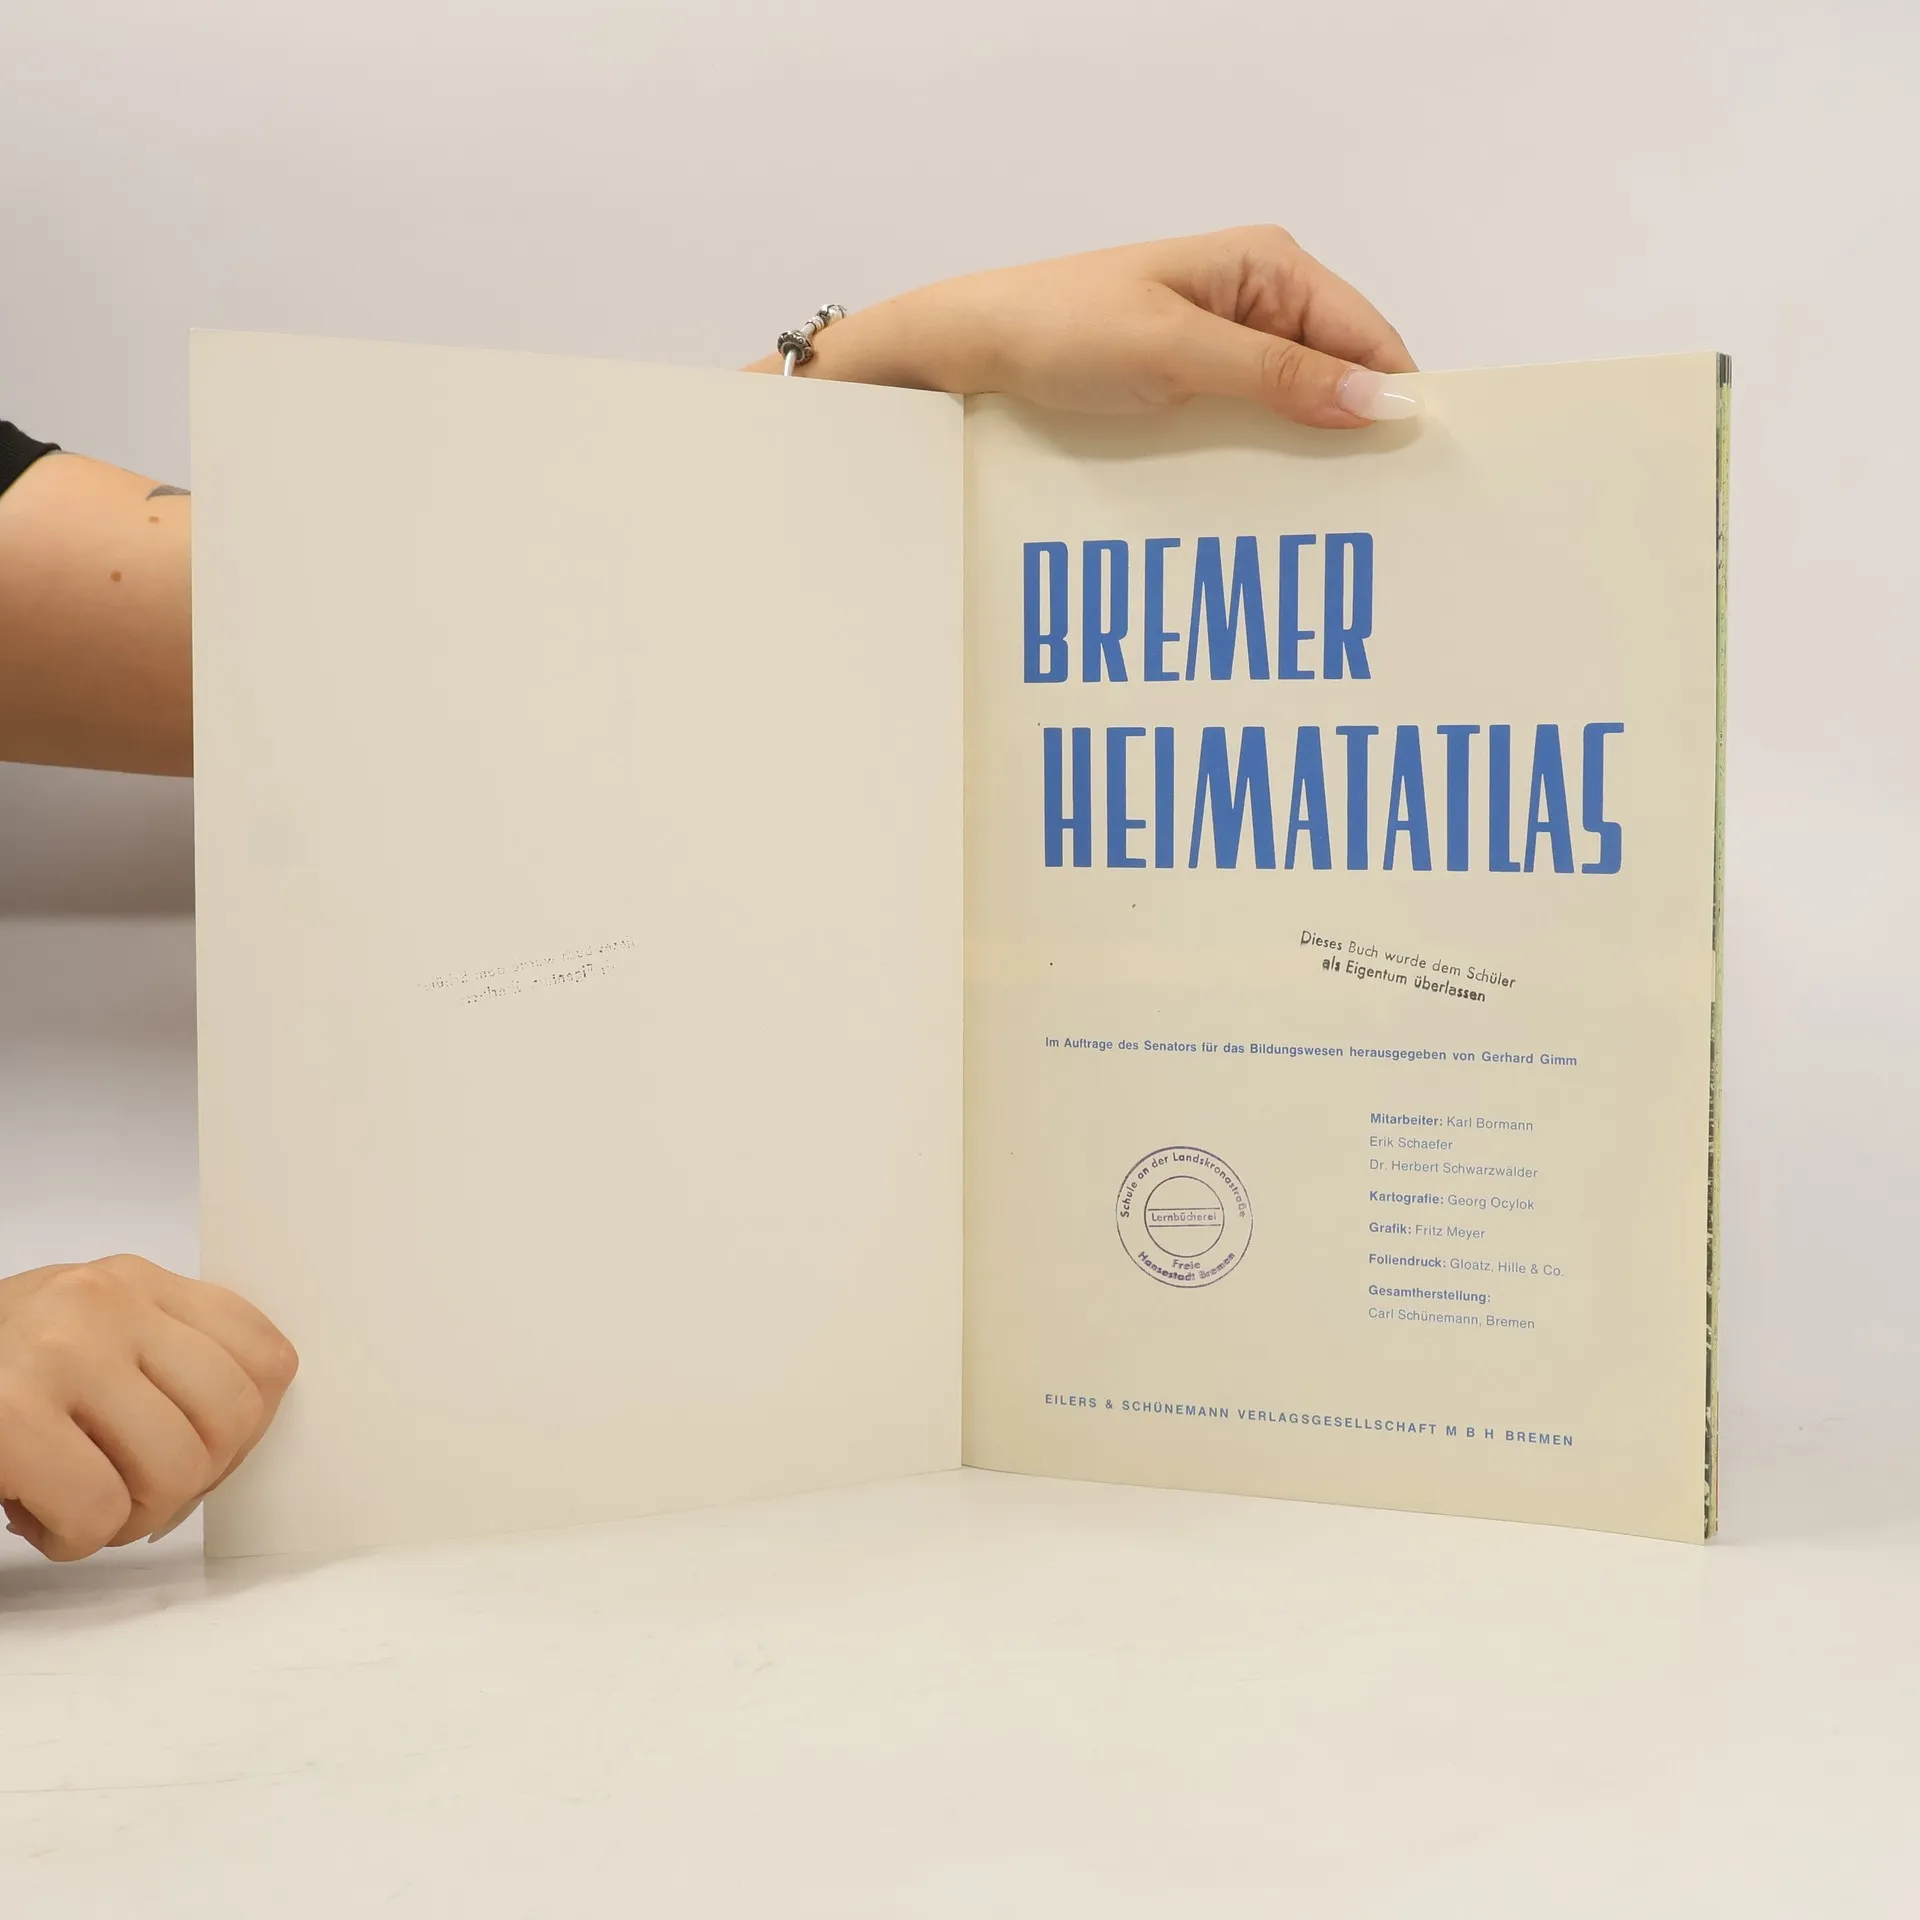 BREMER
HEIMATATLAS
Dieses Buch wurde dem Schüler
als Eigentum überlassen
Im Auftrage des Senators für das Bildungswesen herausgegeben von Gerhard Gimm
Mitarbeiter: Karl Bormann
Erik Schaefer
Dr. Herbert Schwarzwälder
Kartografie: Georg Ocylok
Grafik: Fritz Meyer
Foliendruck: Gloatz, Hille & Co.
Gesamtherstellung:
Carl Schünemann, Bremen
Schule an der Landskronastraße
Lernbücherei
Freie
Hansestadt Bremen
EILERS & SCHÜNEMANN VERLAGSGESELLSCHAFT M B H BREMEN